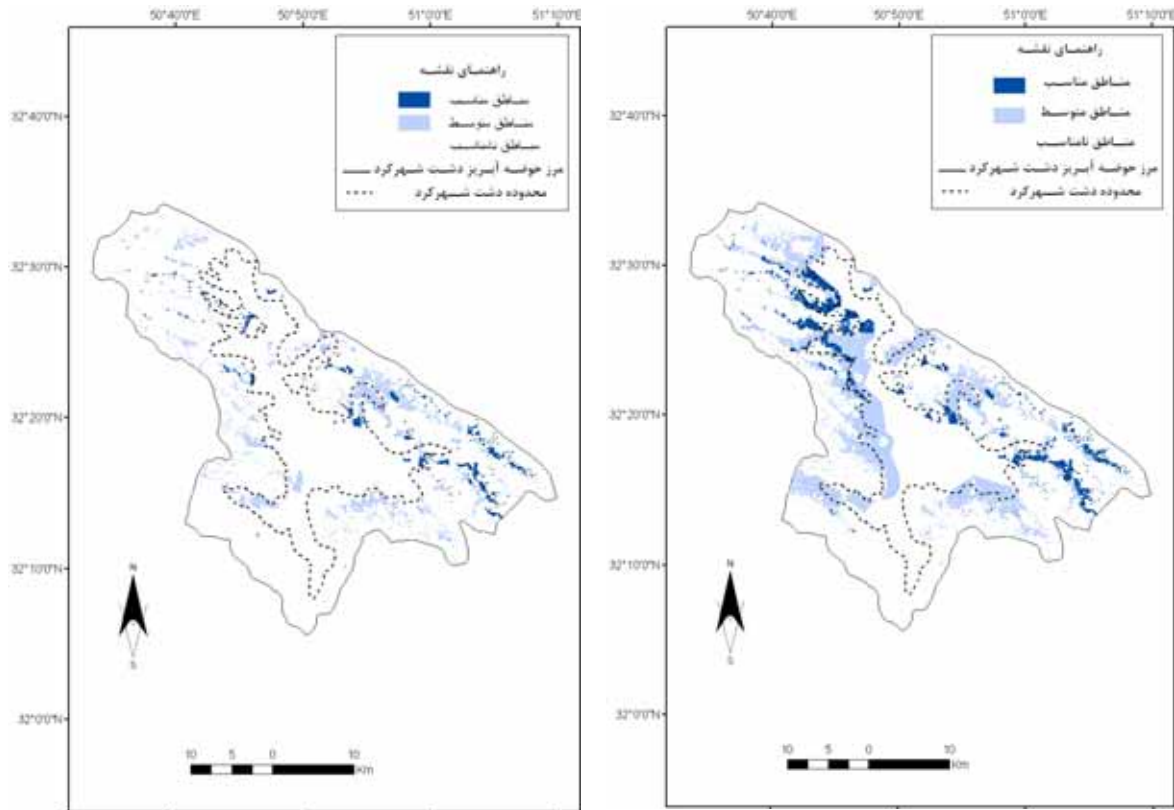 50°40'0"E 50°50'0"E 51°0'0"E 51°10'0"E
راهنمای نقشه
مناطق مناسب
مناطق متوسط
مناطق نامناسب
مرز حوضه آبریز دشت شهرکرد
محدوده دشت شهرکرد
32°40'0"N
32°30'0"N
32°20'0"N
32°10'0"N
32°0'0"N
N
S
10 5 0 10
Km
50°40'0"E 50°50'0"E 51°0'0"E 51°10'0"E
راهنمای نقشه
مناطق مناسب
مناطق متوسط
مناطق نامناسب
مرز حوضه آبریز دشت شهرکرد
محدوده دشت شهرکرد
32°40'0"N
32°30'0"N
32°20'0"N
32°10'0"N
32°0'0"N
N
S
10 5 0 10
Km